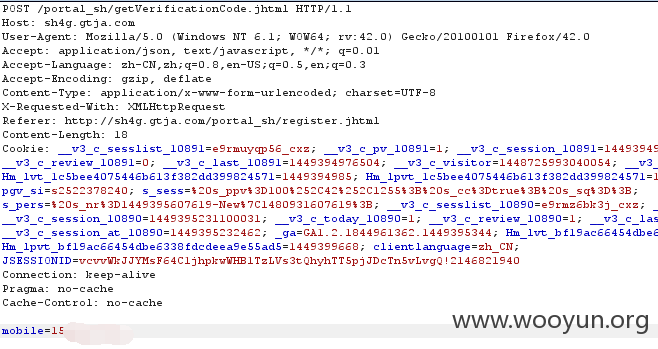 POST /portal_sh/getVerificationCode.jhtml HTTP/1.1
Host: sh4g.gtja.com
User-Agent: Mozilla/5.0 (Windows NT 6.1; WOW64; rv:42.0) Gecko/20100101 Firefox/42.0
Accept: application/json, text/javascript, */*; q=0.01
Accept-Language: zh-CN,zh;q=0.8,en-US;q=0.5,en;q=0.3
Accept-Encoding: gzip, deflate
Content-Type: application/x-www-form-urlencoded; charset=UTF-8
X-Requested-With: XMLHttpRequest
Referer: http://sh4g.gtja.com/portal_sh/register.jhtml
Content-Length: 18
Cookie: __v3_c_sesslist_10891=e9rmuyqp56_cxz; __v3_c_pv_10891=1; __v3_c_session_10891=14493949
__v3_c_review_10891=0; __v3_c_last_10891=1449394976504; __v3_c_visitor=1448725993040054; __v3
Hm_lvt_1c5bee4075446b613f382dd399824571=1449394985; Hm_lpvt_1c5bee4075446b613f382dd399824571=1
pgv_si=s2522378240; s_sess=%20s_ppv%3D100%252C42%252C1255%3B%20s_cc%3Dtrue%3B%20s_sq%3D%3B;
s_pers=%20s_nr%3D1449395607619-New%7C1480931607619%3B; __v3_c_sesslist_10890=e9rmz6bk3j_cxz; _
__v3_c_session_10890=1449395231100031; __v3_c_today_10890=1; __v3_c_review_10890=1; __v3_c_las
__v3_c_session_at_10890=1449395232462; _ga=GA1.2.1844961362.1449395344; Hm_lvt_bf19ac66454dbe6
Hm_lpvt_bf19ac66454dbe6338fdcdeea9e55ad5=1449399668; clientlanguage=zh_CN;
JSESSIONID=vcvvWkJJYMsF64CljhpkwWHBlTzLVs3tQhyhTT5pjJDcTn5vLvgQ!2146821940
Connection: keep-alive
Pragma: no-cache
Cache-Control: no-cache
mobile=15
www.wooyun.org